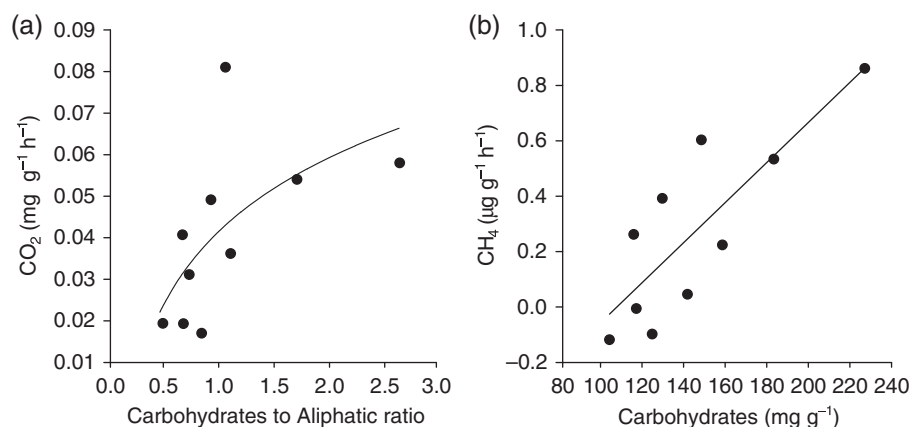 (a)
0.09
0.08
0.07
0.06
0.05
0.04
0.03
0.02
0.01
CO₂ (mg g⁻¹ h⁻¹)
0.0 0.5 1.0 1.5 2.0 2.5 3.0
Carbohydrates to Aliphatic ratio
(b)
1.0
0.8
0.6
0.4
0.2
0.0
−0.2
CH₄ (μg g⁻¹ h⁻¹)
80 100 120 140 160 180 200 220 240
Carbohydrates (mg g⁻¹)